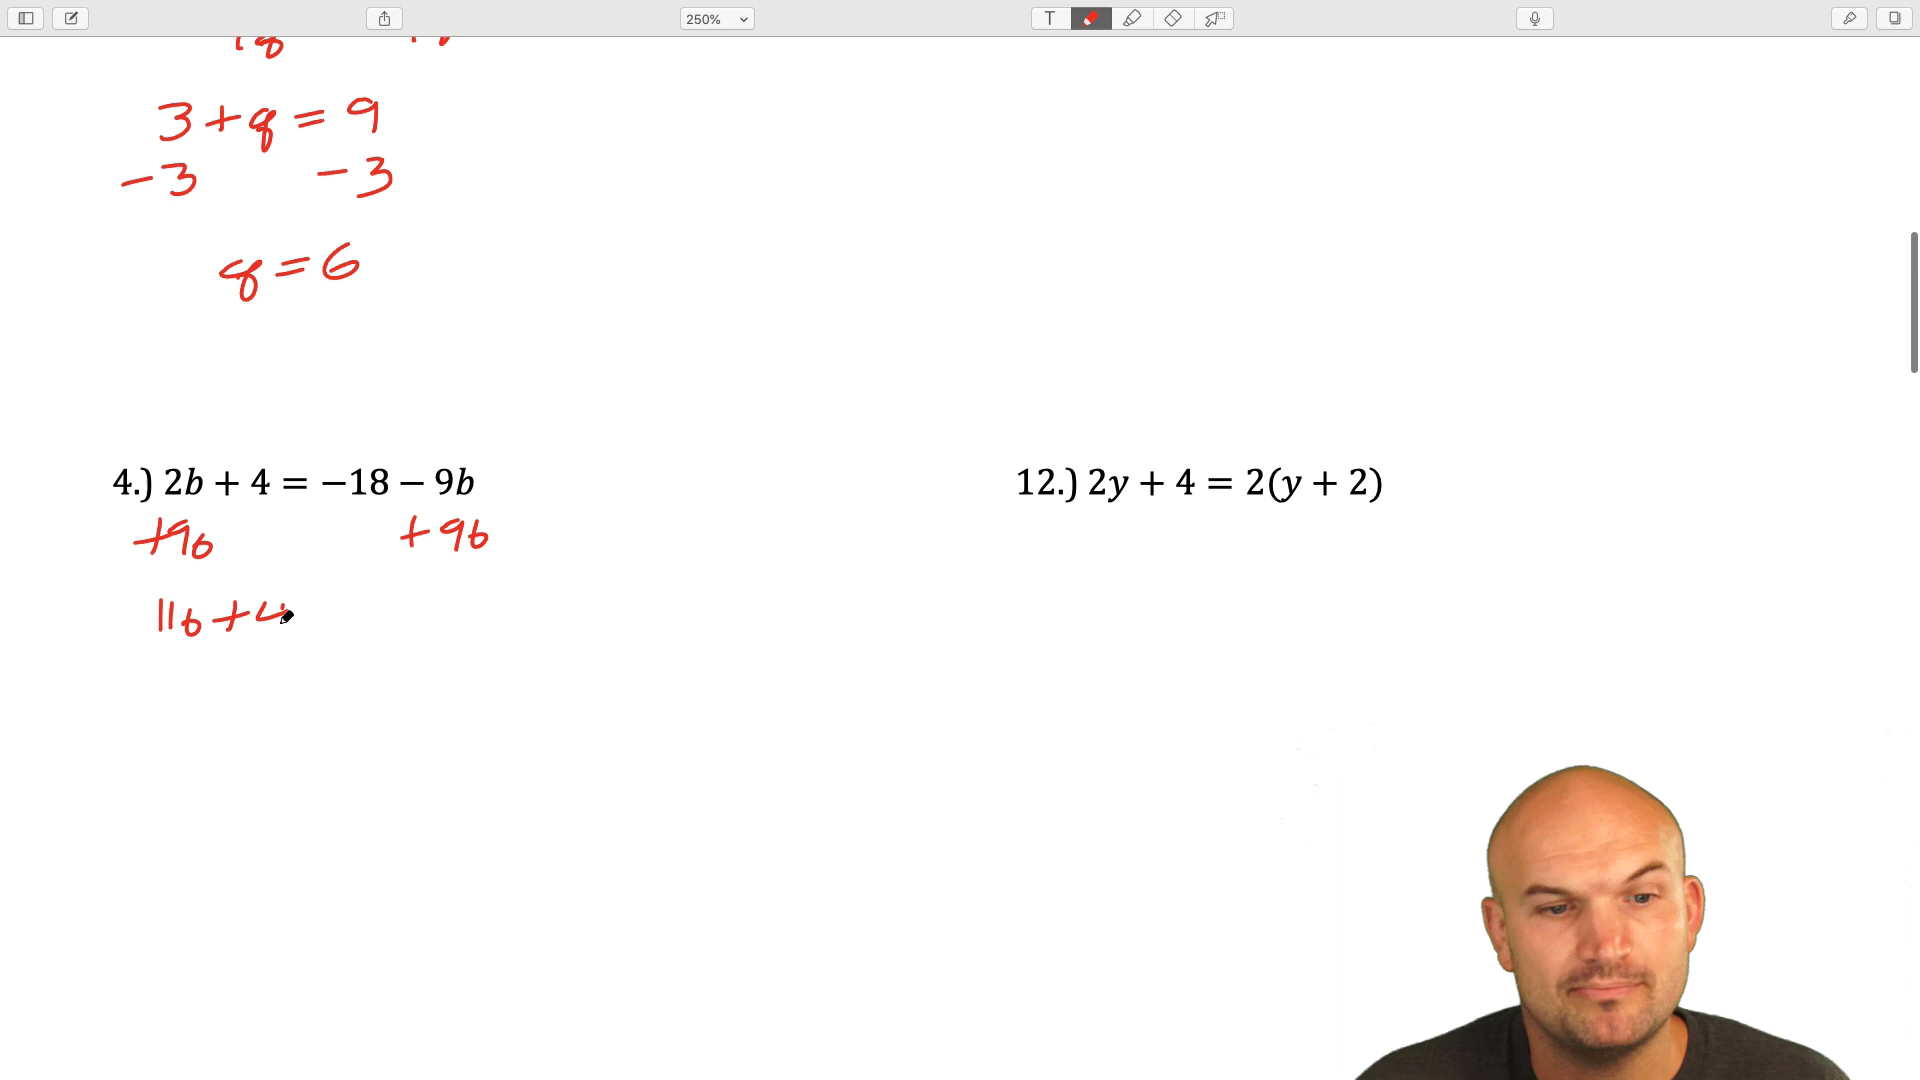 T
250%
3+q=9
-3 -3
q=6
4.) 2b + 4 = −18 − 9b
+9b +9b
11b+4
12.) 2y + 4 = 2(y + 2)